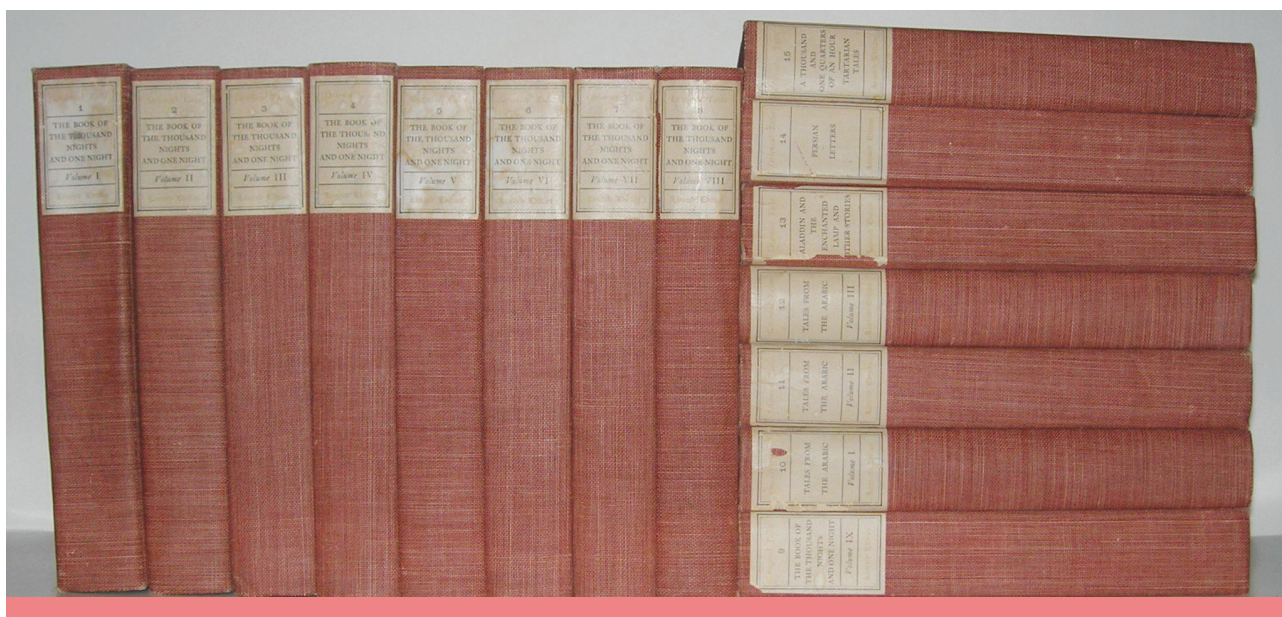 1
THE BOOK OF
THE THOUSAND
NIGHTS
AND ONE NIGHT
Volume I
2
THE BOOK OF
THE THOUSAND
NIGHTS
AND ONE NIGHT
Volume II
3
THE BOOK OF
THE THOUSAND
NIGHTS
AND ONE NIGHT
Volume III
4
THE BOOK OF
THE THOUSAND
NIGHTS
AND ONE NIGHT
Volume IV
5
THE BOOK OF
THE THOUSAND
NIGHTS
AND ONE NIGHT
Volume V
6
THE BOOK OF
THE THOUSAND
NIGHTS
AND ONE NIGHT
Volume VI
7
THE BOOK OF
THE THOUSAND
NIGHTS
AND ONE NIGHT
Volume VII
8
THE BOOK OF
THE THOUSAND
NIGHTS
AND ONE NIGHT
Volume VIII
15
A THOUSAND
AND
ONE QUARTERS
OF AN HOUR
TARTARIAN
TALES
14
PERSIAN
LETTERS
13
ALADDIN AND
THE
ENCHANTED
LAMP AND
OTHER STORIES
12
TALES FROM
THE ARABIC
Volume III
11
TALES FROM
THE ARABIC
Volume II
10
TALES FROM
THE ARABIC
Volume I
9
THE BOOK OF
THE THOUSAND
NIGHTS
AND ONE NIGHT
Volume IX